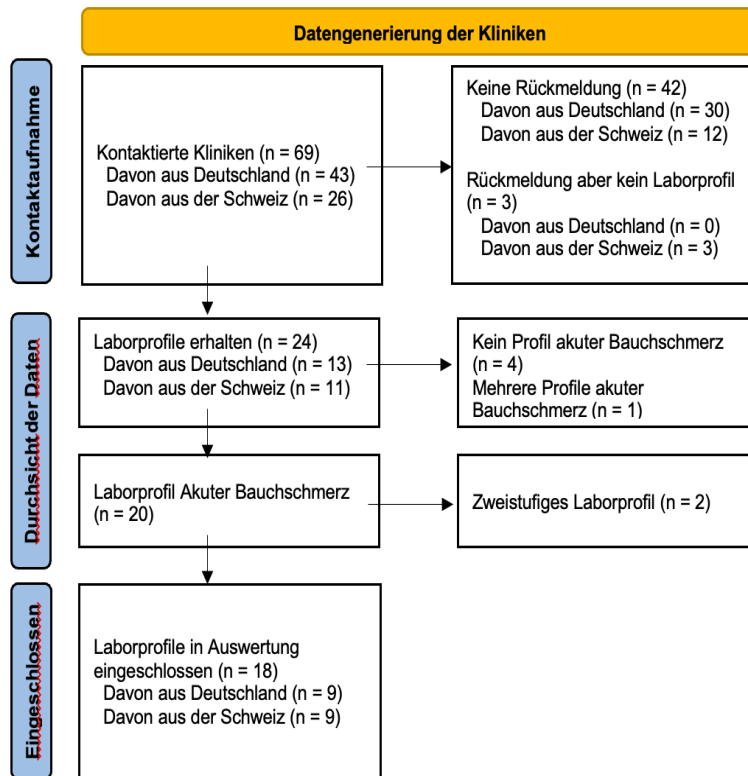 Datengenerierung der Kliniken
Kontaktaufnahme
Kontaktierte Kliniken (n = 69)
Davon aus Deutschland (n = 43)
Davon aus der Schweiz (n = 26)
Keine Rückmeldung (n = 42)
Davon aus Deutschland (n = 30)
Davon aus der Schweiz (n = 12)
Rückmeldung aber kein Laborprofil
(n = 3)
Davon aus Deutschland (n = 0)
Davon aus der Schweiz (n = 3)
Durchsicht der Daten
Laborprofile erhalten (n = 24)
Davon aus Deutschland (n = 13)
Davon aus der Schweiz (n = 11)
Kein Profil akuter Bauchschmerz
(n = 4)
Mehrere Profile akuter
Bauchschmerz (n = 1)
Laborprofil Akuter Bauchschmerz
(n = 20)
Zweistufiges Laborprofil (n = 2)
Eingeschlossen
Laborprofile in Auswertung
eingeschlossen (n = 18)
Davon aus Deutschland (n = 9)
Davon aus der Schweiz (n = 9)